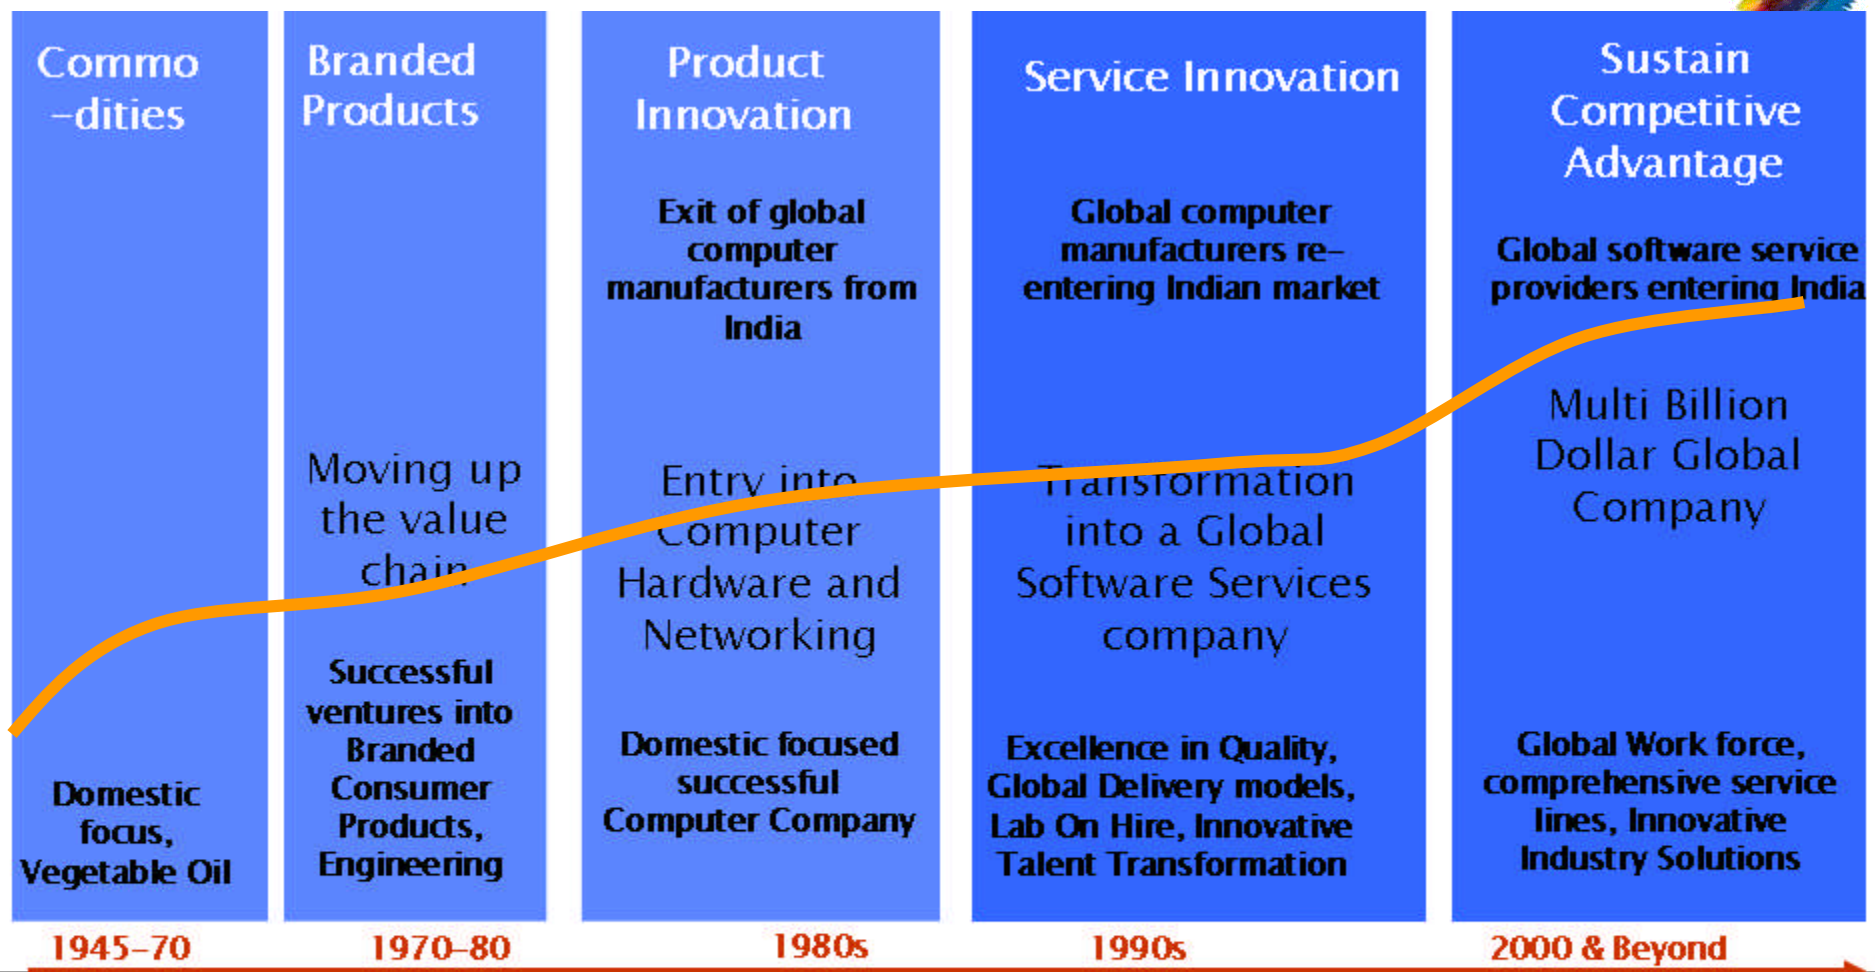 Commo
-dities
Domestic
focus,
Vegetable Oil
1945-70
Branded
Products
Moving up
the value
chain
Successful
ventures into
Branded
Consumer
Products,
Engineering
1970-80
Product
Innovation
Exit of global
computer
manufacturers from
India
Entry into
Computer
Hardware and
Networking
Domestic focused
successful
Computer Company
1980s
Service Innovation
Global computer
manufacturers re-
entering Indian market
Transformation
into a Global
Software Services
company
Excellence in Quality,
Global Delivery models,
Lab On Hire, Innovative
Talent Transformation
1990s
Sustain
Competitive
Advantage
Global software service
providers entering India
Multi Billion
Dollar Global
Company
Global Work force,
comprehensive service
lines, Innovative
Industry Solutions
2000 & Beyond